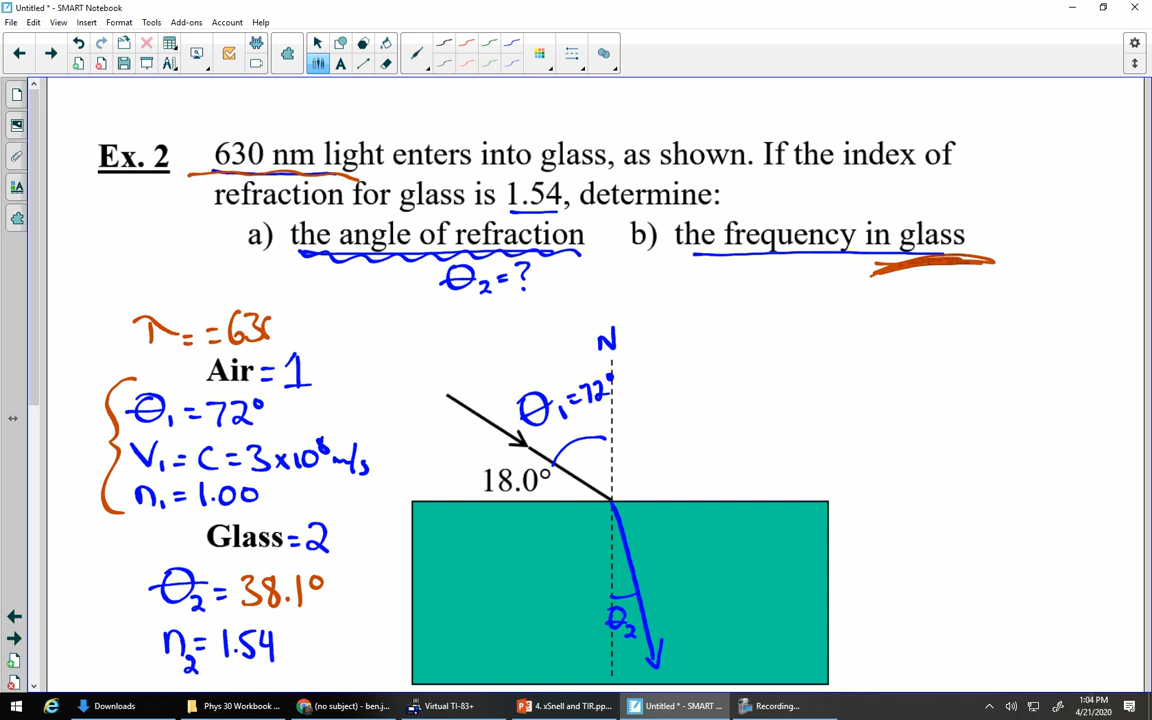 Untitled * - SMART Notebook
File Edit View Insert Format Tools Add-ons Account Help
Ex. 2 630 nm light enters into glass, as shown. If the index of
refraction for glass is 1.54, determine:
a) the angle of refraction b) the frequency in glass
θ₂ = ?
= 630
Air = 1
N
θ₁ = 72°
θ₁ = 72°
V₁ = C = 3×10⁸ m/s
18.0°
n₁ = 1.00
Glass = 2
θ₂ = 38.1°
θ₂
n₂ = 1.54
Downloads
Phys 30 Workbook ...
(no subject) - ben.j...
Virtual TI-83+
4. xSnell and TIR.pp...
Untitled * - SMART ...
Recording...
1:04 PM
4/21/2020